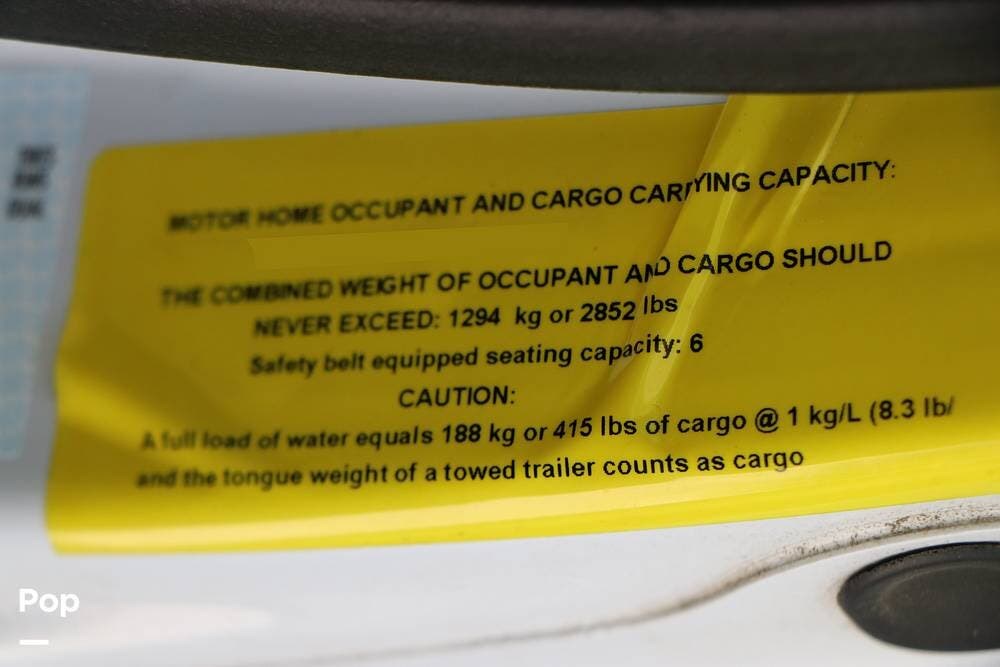 MOTOR HOME OCCUPANT AND CARGO CARRYING CAPACITY:
THE COMBINED WEIGHT OF OCCUPANT AND CARGO SHOULD
NEVER EXCEED: 1294 kg or 2852 lbs
Safety belt equipped seating capacity: 6
CAUTION:
A full load of water equals 188 kg or 415 lbs of cargo @ 1 kg/L (8.3 lb/
and the tongue weight of a towed trailer counts as cargo
Pop